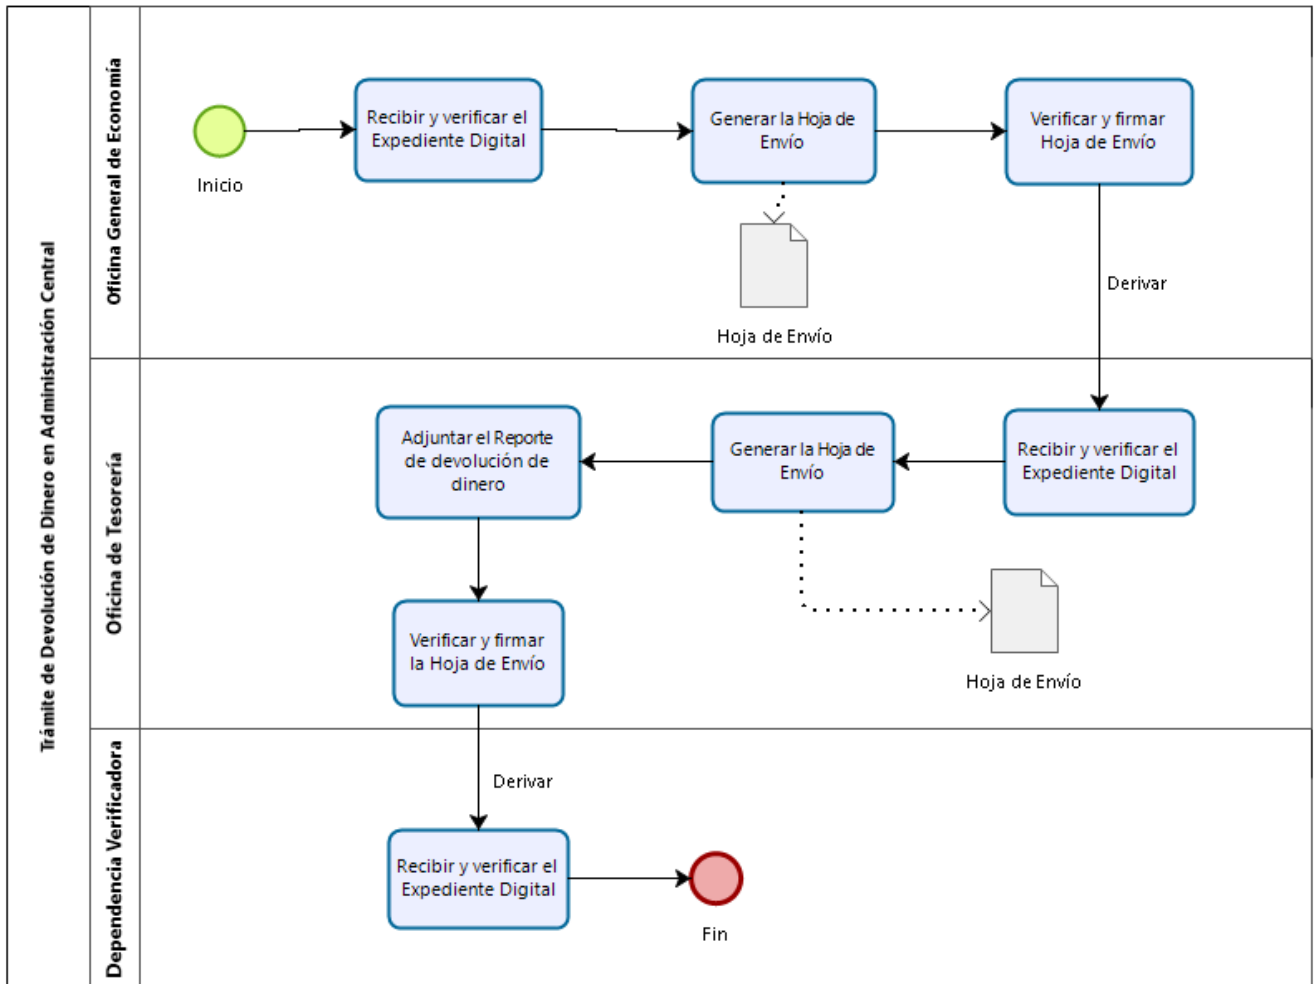 Trámite de Devolución de Dinero en Administración Central
Oficina General de Economía
Inicio
Recibir y verificar el
Expediente Digital
Generar la Hoja de
Envío
Verificar y firmar
Hoja de Envío
Hoja de Envío
Derivar
Oficina de Tesorería
Recibir y verificar el
Expediente Digital
Generar la Hoja de
Envío
Adjuntar el Reporte
de devolución de
dinero
Hoja de Envío
Verificar y firmar
la Hoja de Envío
Derivar
Dependencia Verificadora
Recibir y verificar el
Expediente Digital
Fin